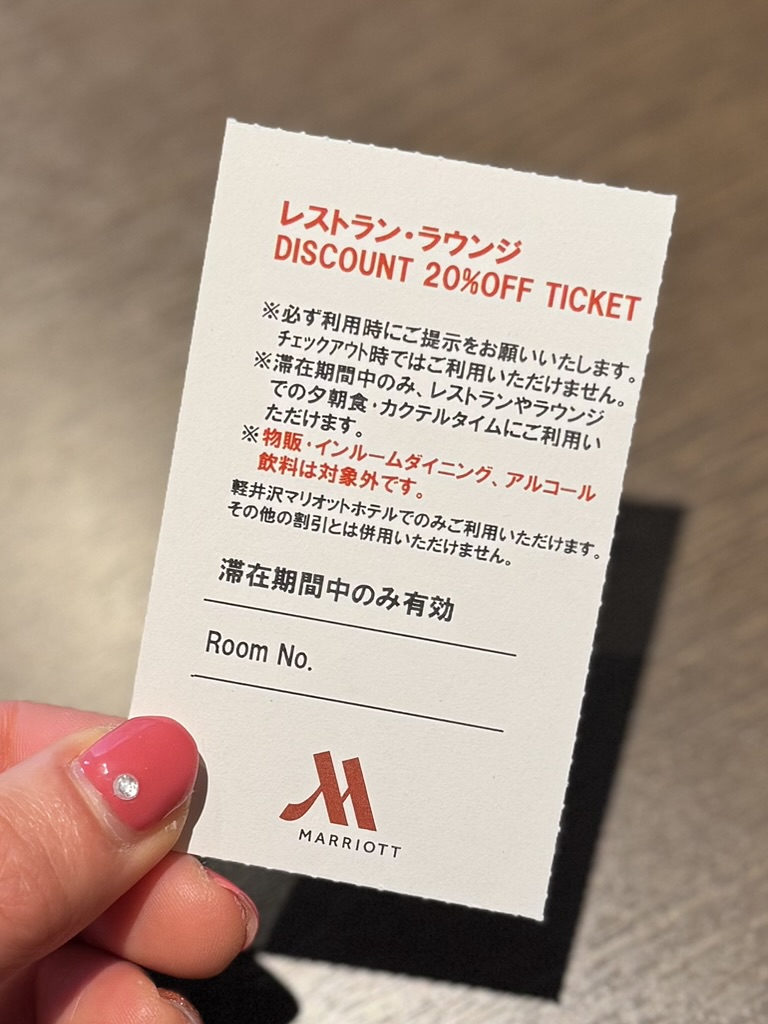 レストラン・ラウンジ
DISCOUNT 20%OFF TICKET
※必ず利用時にご提示をお願いいたします。
チェックアウト時ではご利用いただけません。
※滞在期間中のみ、レストランやラウンジ
での夕朝食・カクテルタイムにご利用い
ただけます。
※物販・インルームダイニング、アルコール
飲料は対象外です。
軽井沢マリオットホテルでのみご利用いただけます。
その他の割引とは併用いただけません。
滞在期間中のみ有効
Room No.
MARRIOTT